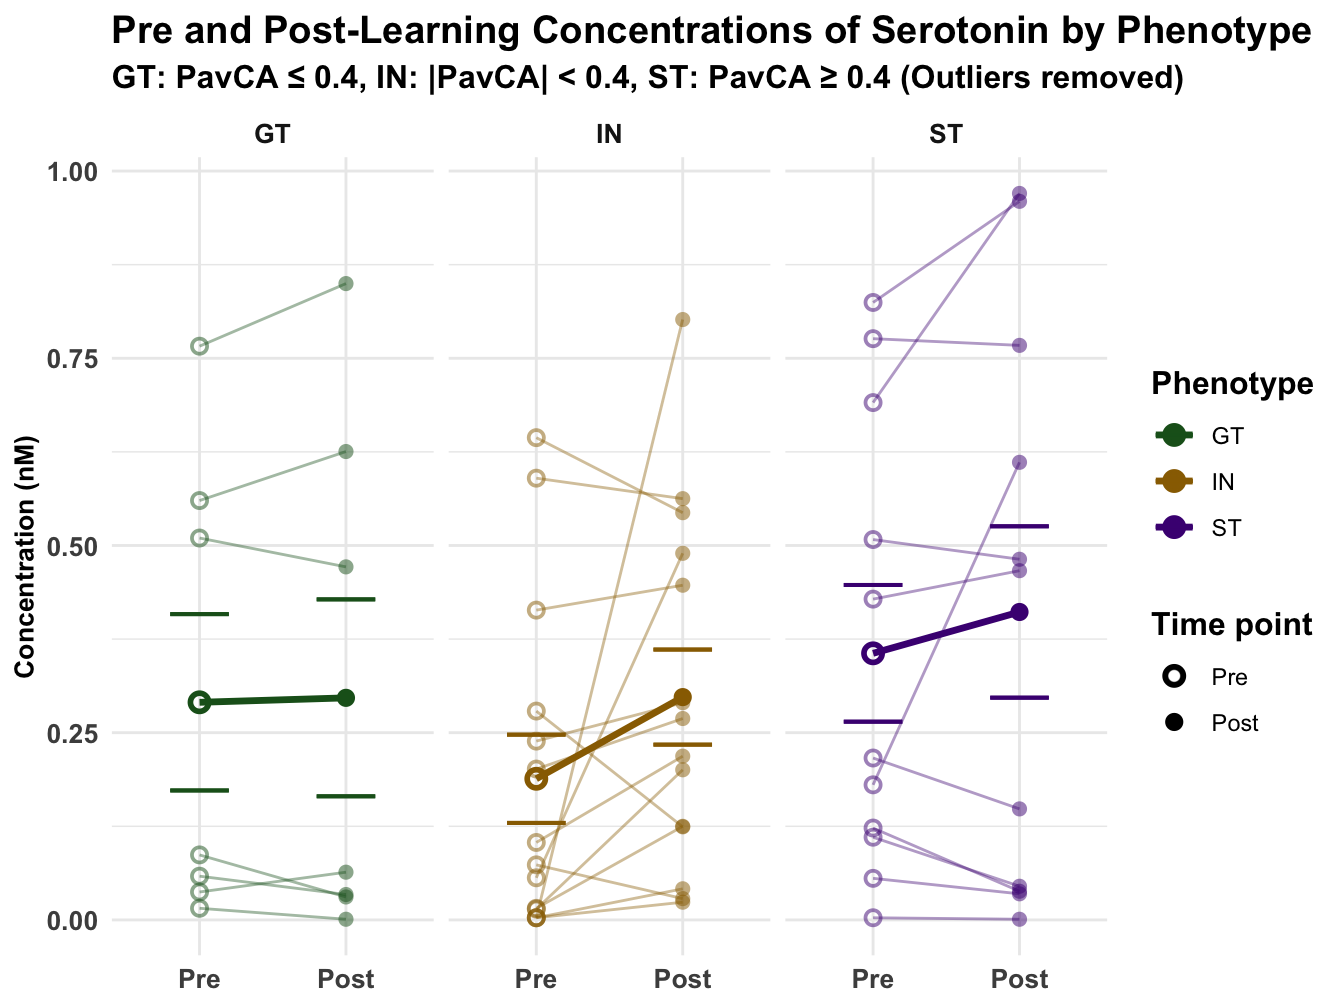 Pre and Post-Learning Concentrations of Serotonin by Phenotype
GT: PavCA ≤ 0.4, IN: |PavCA| < 0.4, ST: PavCA ≥ 0.4 (Outliers removed)
GT
IN
ST
1.00
0.75
0.50
0.25
0.00
Concentration (nM)
Pre
Post
Pre
Post
Pre
Post
Phenotype
GT
IN
ST
Time point
Pre
Post